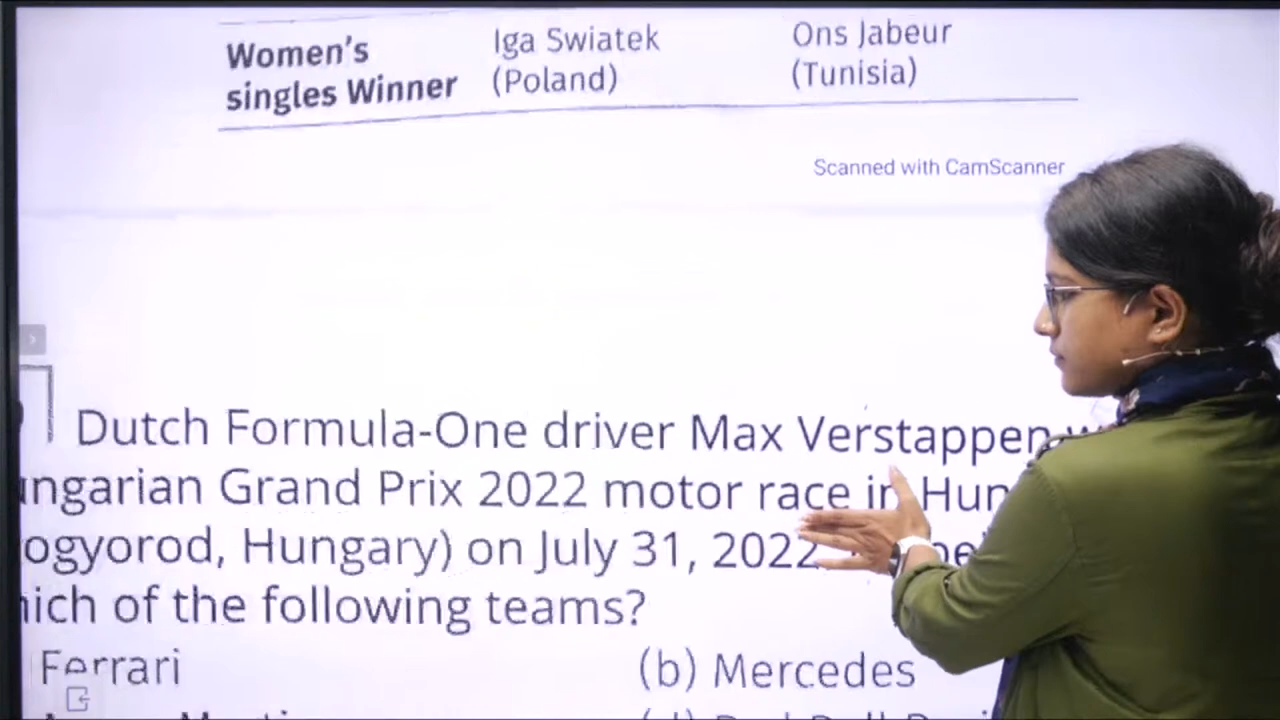 Women's Iga Swiatek Ons Jabeur
singles Winner (Poland) (Tunisia)
Scanned with CamScanner
Dutch Formula-One driver Max Verstappen
ungarian Grand Prix 2022 motor race in Hun
ogyorod, Hungary) on July 31, 2022
hich of the following teams?
Ferrari (b) Mercedes